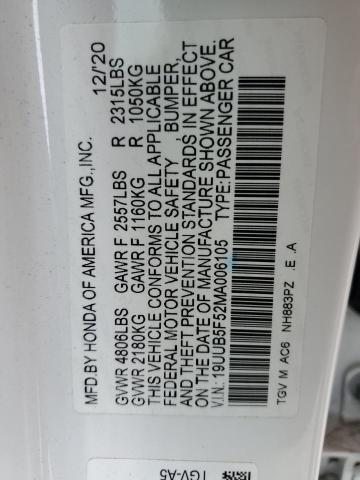 MFD.BY HONDA OF AMERICA MFG.,INC. 12/'20
GVWR 4806LBS GAWR F 2557LBS R 2315LBS
GVWR 2180KG GAWR F 1160KG R 1050KG
THIS VEHICLE CONFORMS TO ALL APPLICABLE
FEDERAL MOTOR VEHICLE SAFETY , BUMPER,
AND THEFT PREVENTION STANDARDS IN EFFECT
ON THE DATE OF MANUFACTURE SHOWN ABOVE.
V.I.N.: 19UUB5F52MA006105 TYPE:PASSENGER CAR
TGV M AC6 NH883PZ .E .A
TGV-A5